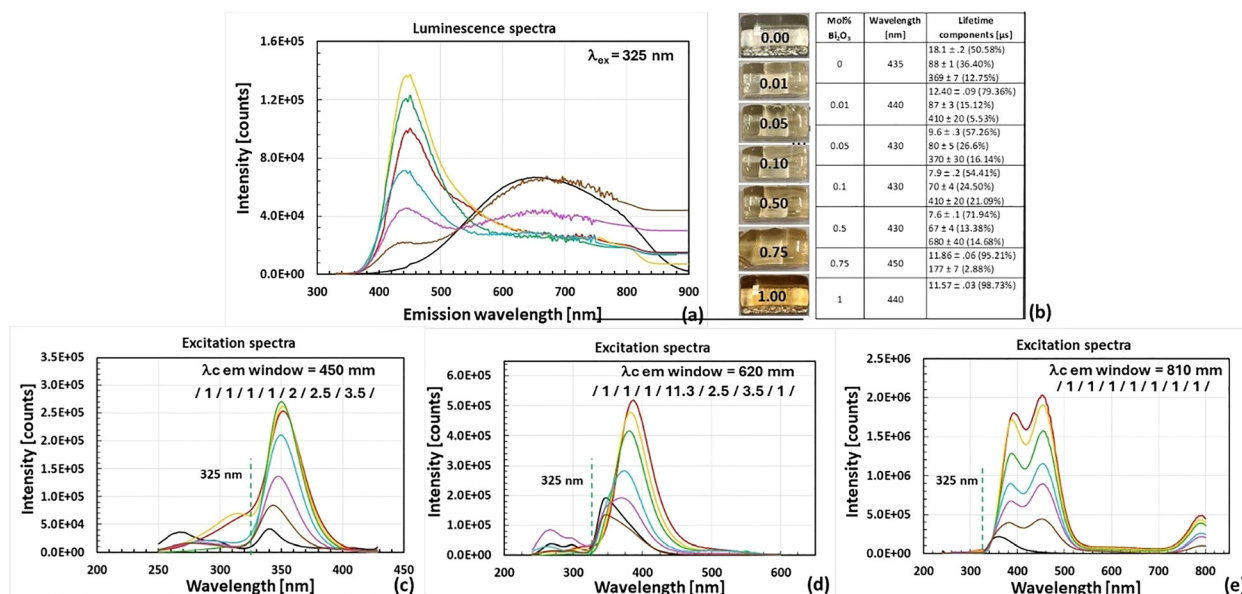 Luminescence spectra
λex = 325 nm
Intensity [counts]
1.6E+05
1.2E+05
8.0E+04
4.0E+04
0.0E+00
300 400 500 600 700 800 900
Emission wavelength [nm]
(a)
0.00
0.01
0.05
0.10
0.50
0.75
1.00
Mol% Bi₂O₃ Wavelength [nm] Lifetime components [µs]
0 435 18.1 ± .2 (50.58%)
88 ± 1 (36.40%)
369 ± 7 (12.75%)
0.01 440 12.40 ± .09 (79.36%)
87 ± 3 (15.12%)
410 ± 20 (5.53%)
0.05 430 9.6 ± .3 (57.26%)
80 ± 5 (26.6%)
370 ± 30 (16.14%)
0.1 430 7.9 ± .2 (54.41%)
70 ± 4 (24.50%)
410 ± 20 (21.09%)
0.5 430 7.6 ± .1 (71.94%)
67 ± 4 (13.38%)
680 ± 40 (14.68%)
0.75 450 11.86 ± .06 (95.21%)
177 ± 7 (2.88%)
1 440 11.57 ± .03 (98.73%)
(b)
Excitation spectra
λc em window = 450 mm
/ 1 / 1 / 1 / 1 / 2 / 2.5 / 3.5 /
Intensity [counts]
3.5E+05
3.0E+05
2.5E+05
2.0E+05
1.5E+05
1.0E+05
5.0E+04
0.0E+00
325 nm
200 250 300 350 400 450
Wavelength [nm]
(c)
Excitation spectra
λc em window = 620 mm
/ 1 / 1 / 1 / 11.3 / 2.5 / 3.5 / 1 /
Intensity [counts]
6.0E+05
5.0E+05
4.0E+05
3.0E+05
2.0E+05
1.0E+05
0.0E+00
325 nm
200 300 400 500 600
Wavelength [nm]
(d)
Excitation spectra
λc em window = 810 mm
/ 1 / 1 / 1 / 1 / 1 / 1 / 1 / 1 /
Intensity [counts]
2.5E+06
2.0E+06
1.5E+06
1.0E+06
5.0E+05
0.0E+00
325 nm
200 300 400 500 600 700 800
Wavelength [nm]
(e)